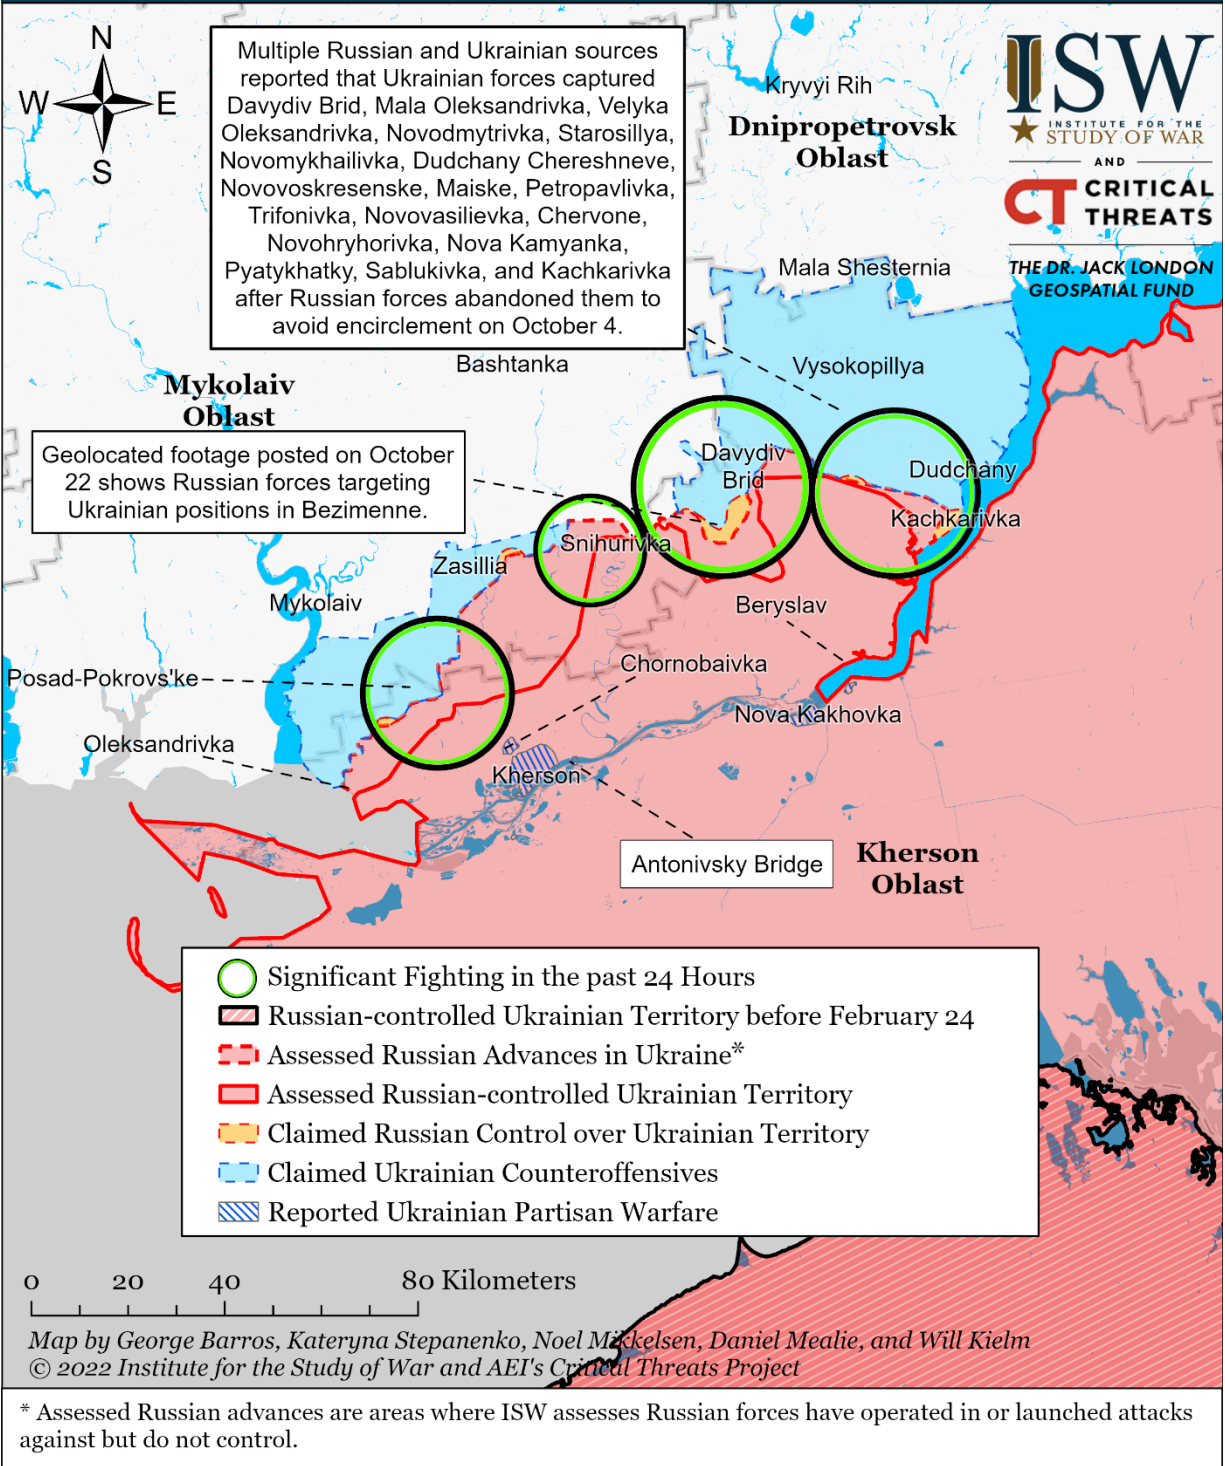 N
W
E
S
Multiple Russian and Ukrainian sources
reported that Ukrainian forces captured
Davydiv Brid, Mala Oleksandrivka, Velyka
Oleksandrivka, Novodmytrivka, Starosillya,
Novomykhailivka, Dudchany Chereshneve,
Novovoskresenske, Maiske, Petropavlivka,
Trifonivka, Novovasilievka, Chervone,
Novohryhorivka, Nova Kamyanka,
Pyatykhatky, Sablukivka, and Kachkarivka
after Russian forces abandoned them to
avoid encirclement on October 4.
Kryvyi Rih
Dnipropetrovsk
Oblast
ISW
INSTITUTE FOR THE
STUDY OF WAR
AND
CT CRITICAL
THREATS
THE DR. JACK LONDON
GEOSPATIAL FUND
Mala Shesternia
Bashtanka
Vysokopillya
Mykolaiv
Oblast
Geolocated footage posted on October
22 shows Russian forces targeting
Ukrainian positions in Bezimenne.
Davydiv
Brid
Dudchany
Kachkarivka
Snihurivka
Zasillia
Mykolaiv
Beryslav
Chornobaivka
Posad-Pokrovs'ke
Nova Kakhovka
Oleksandrivka
Kherson
Antonivsky Bridge
Kherson
Oblast
Significant Fighting in the past 24 Hours
Russian-controlled Ukrainian Territory before February 24
Assessed Russian Advances in Ukraine*
Assessed Russian-controlled Ukrainian Territory
Claimed Russian Control over Ukrainian Territory
Claimed Ukrainian Counteroffensives
Reported Ukrainian Partisan Warfare
0 20 40 80 Kilometers
Map by George Barros, Kateryna Stepanenko, Noel Mikkelsen, Daniel Mealie, and Will Kielm
© 2022 Institute for the Study of War and AEI's Critical Threats Project
* Assessed Russian advances are areas where ISW assesses Russian forces have operated in or launched attacks
against but do not control.